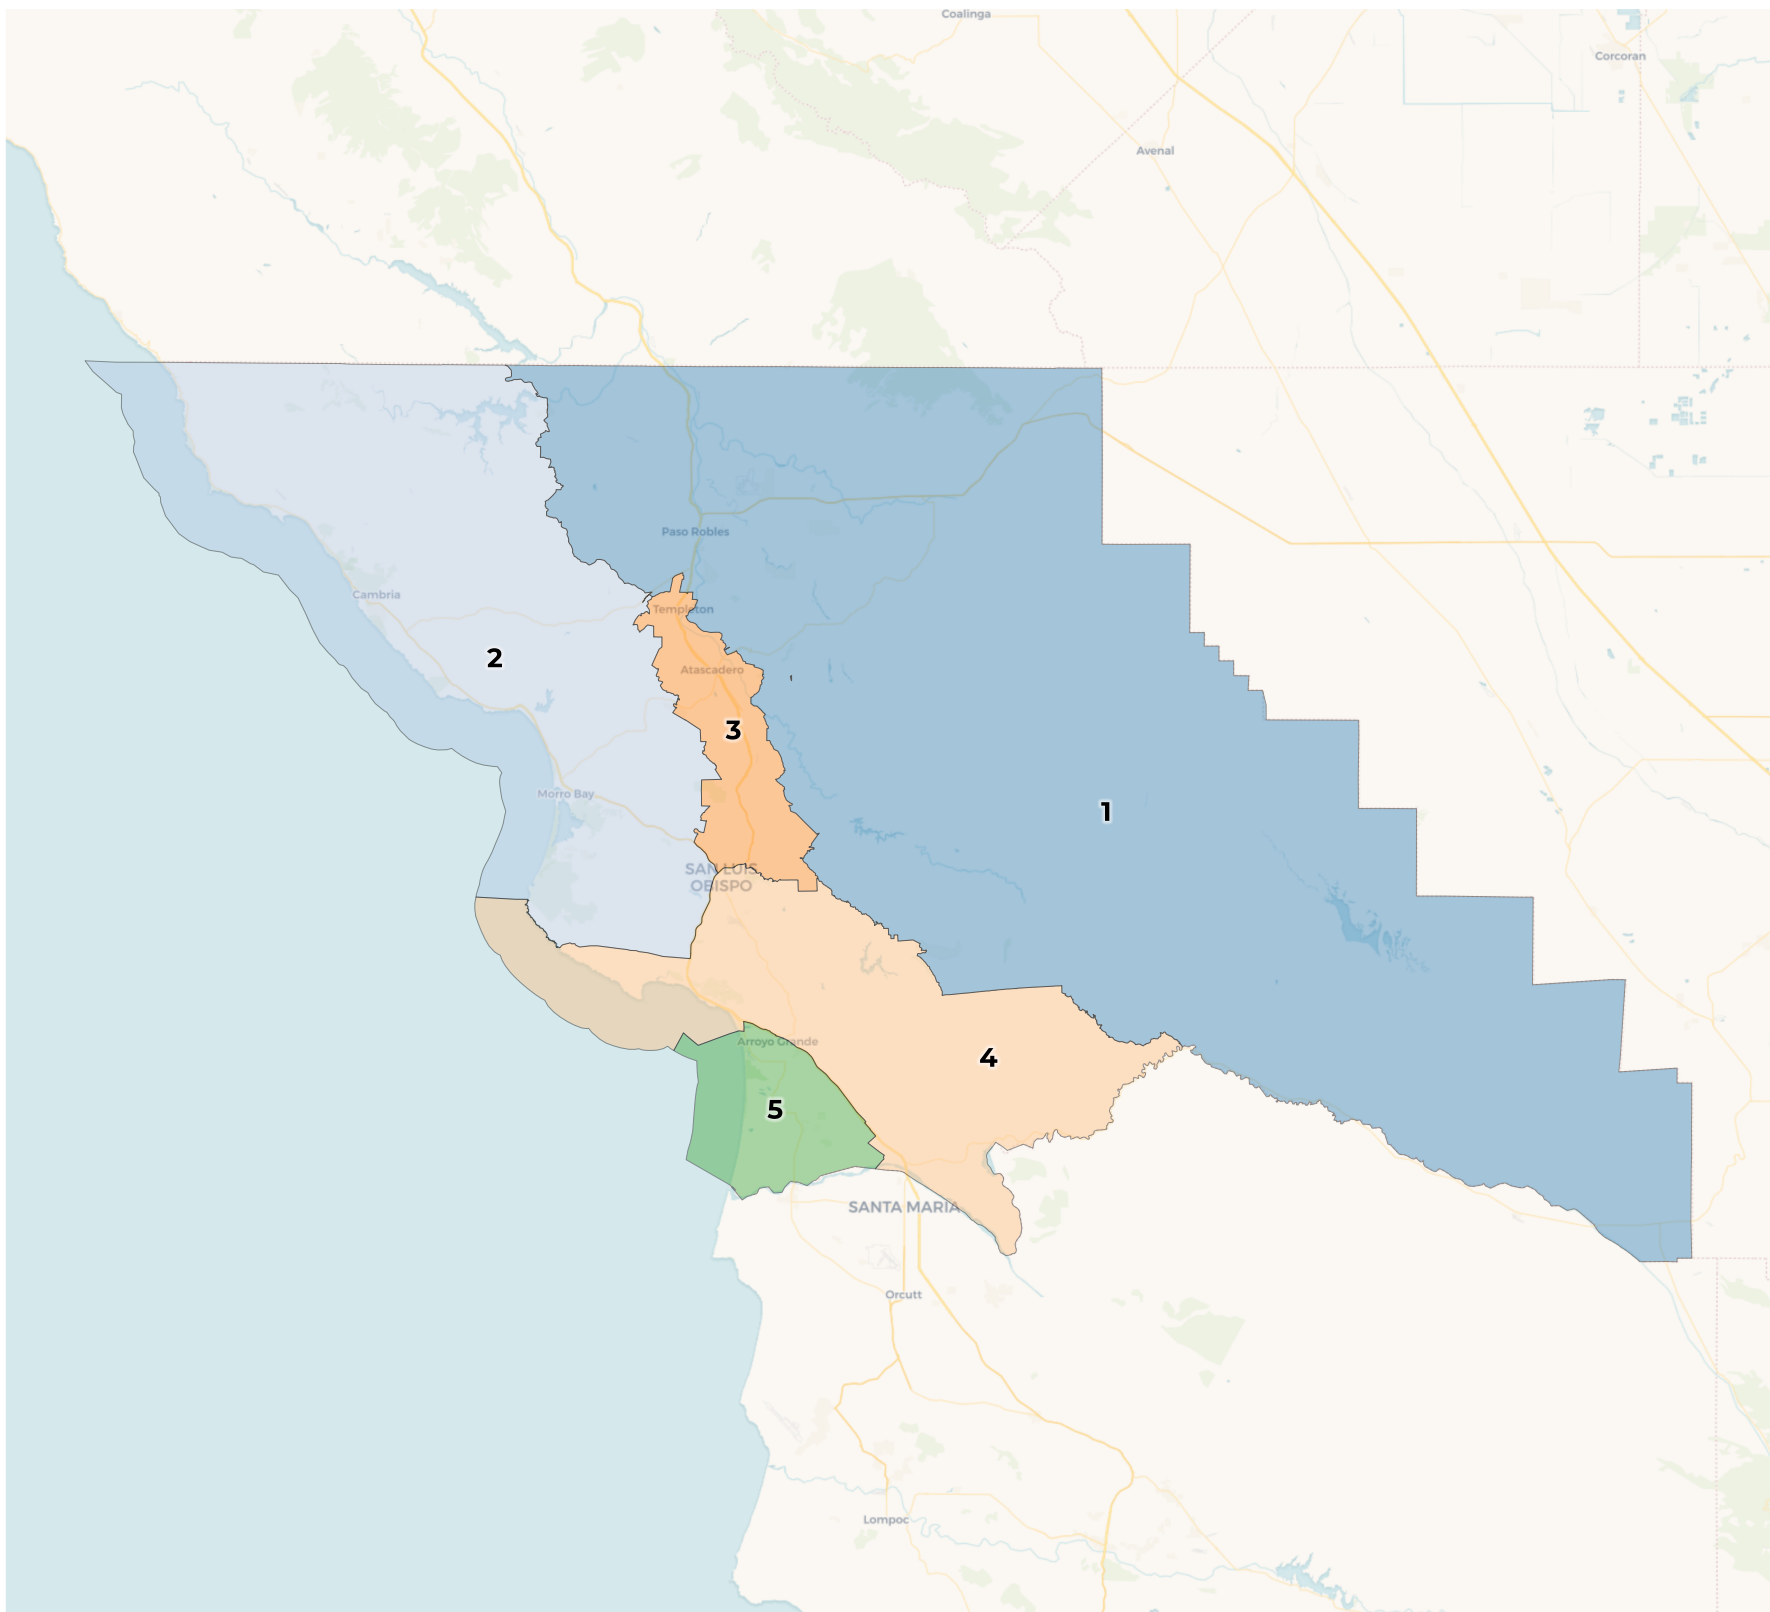 Coalinga
Corcoran
Avenal
Paso Robles
Cambria
Templeton
2
Atascadero
3
Morro Bay
1
SAN LUIS
OBISPO
Arroyo Grande
4
5
SANTA MARIA
Orcutt
Lompoc